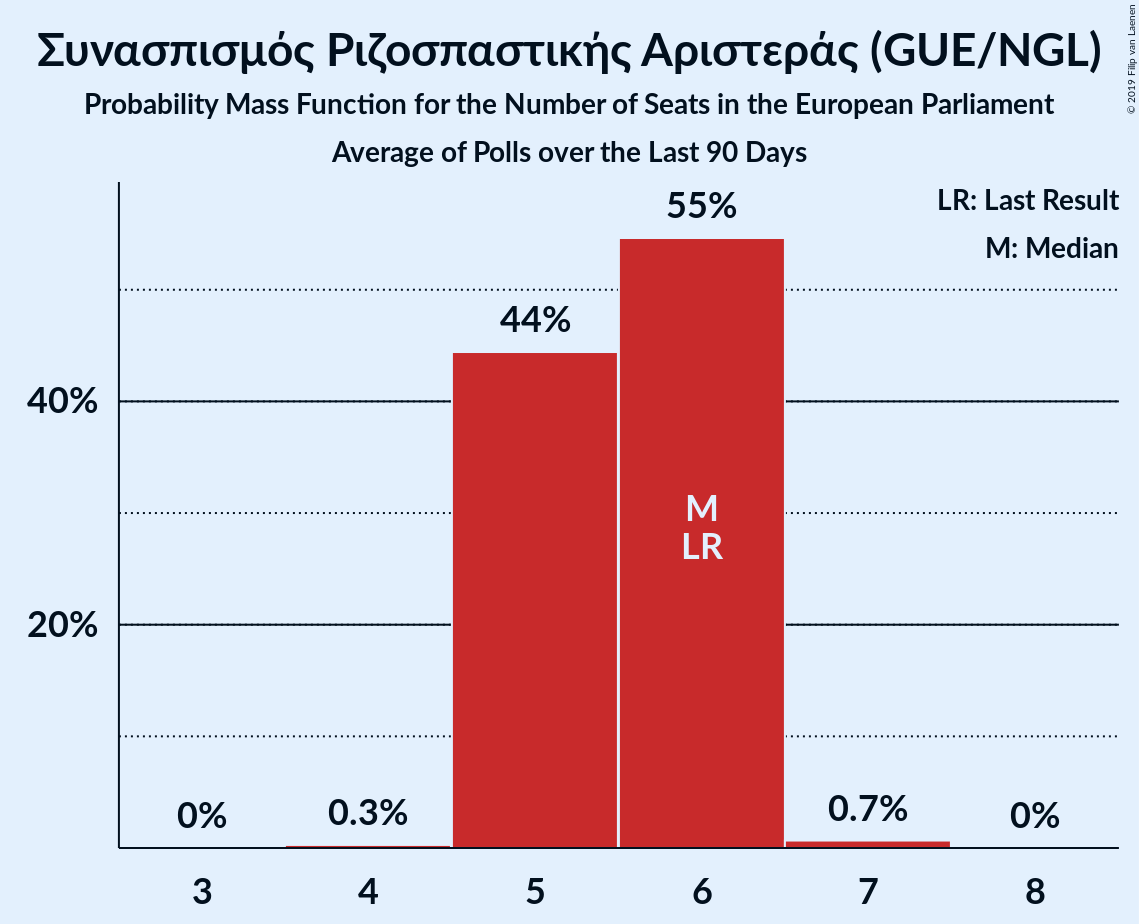 Συνασπισμός Ριζοσπαστικής Αριστεράς (GUE/NGL)
Probability Mass Function for the Number of Seats in the European Parliament
Average of Polls over the Last 90 Days
© 2019 Filip van Laenen
LR: Last Result
M: Median
55%
44%
40%
M
LR
20%
0%
0.3%
0.7%
0%
3 4 5 6 7 8